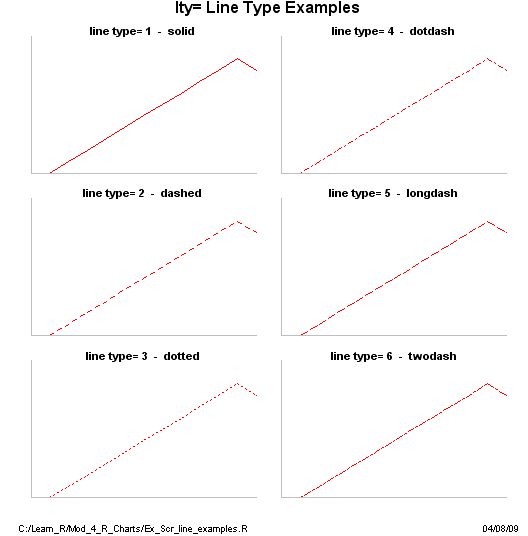 lty= Line Type Examples
line type= 1 - solid
line type= 4 - dotdash
line type= 2 - dashed
line type= 5 - longdash
line type= 3 - dotted
line type= 6 - twodash
C:/Learn_R/Mod_4_R_Charts/Ex_Scr_line_examples.R
04/08/09